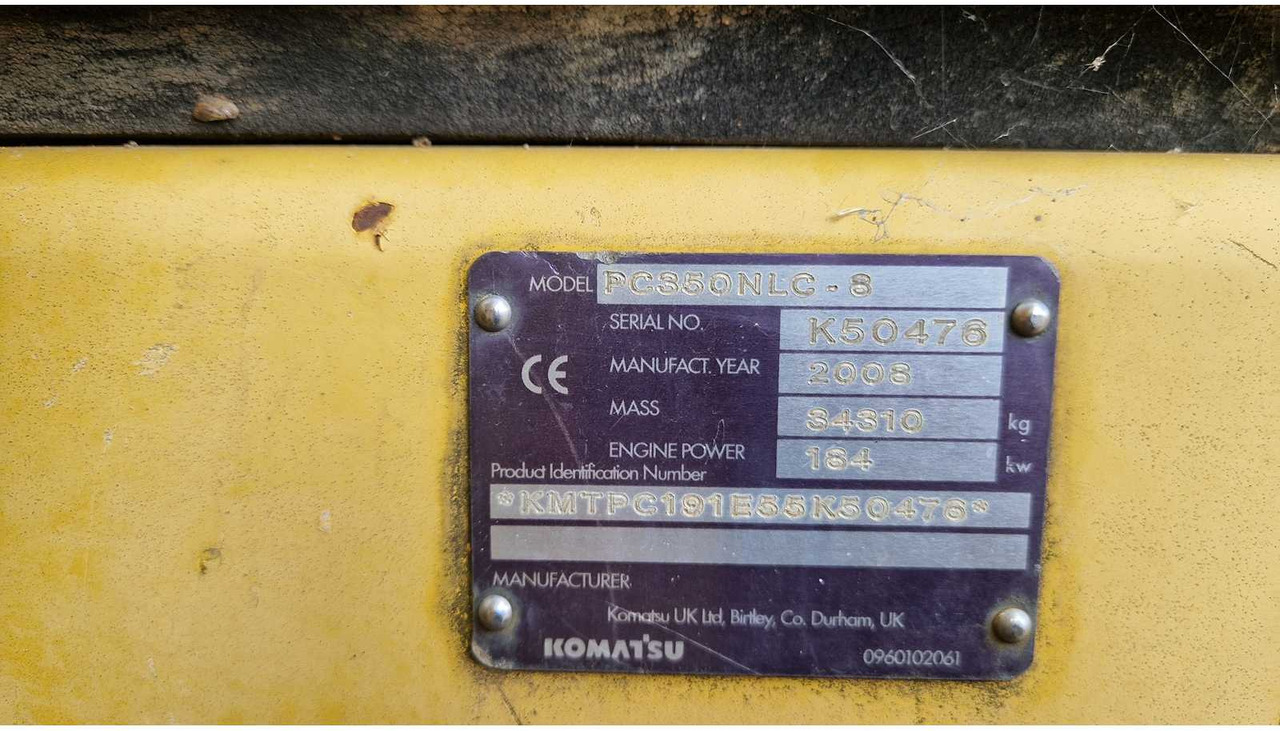 MODEL PC350NLC-8
SERIAL NO. K50476
CE MANUFACT. YEAR 2008
MASS 34310 kg
ENGINE POWER 184 kw
Product Identification Number
*KMTPC191E55K50476*
MANUFACTURER
Komatsu UK Ltd, Birtley, Co. Durham, UK
KOMATSU 0960102061